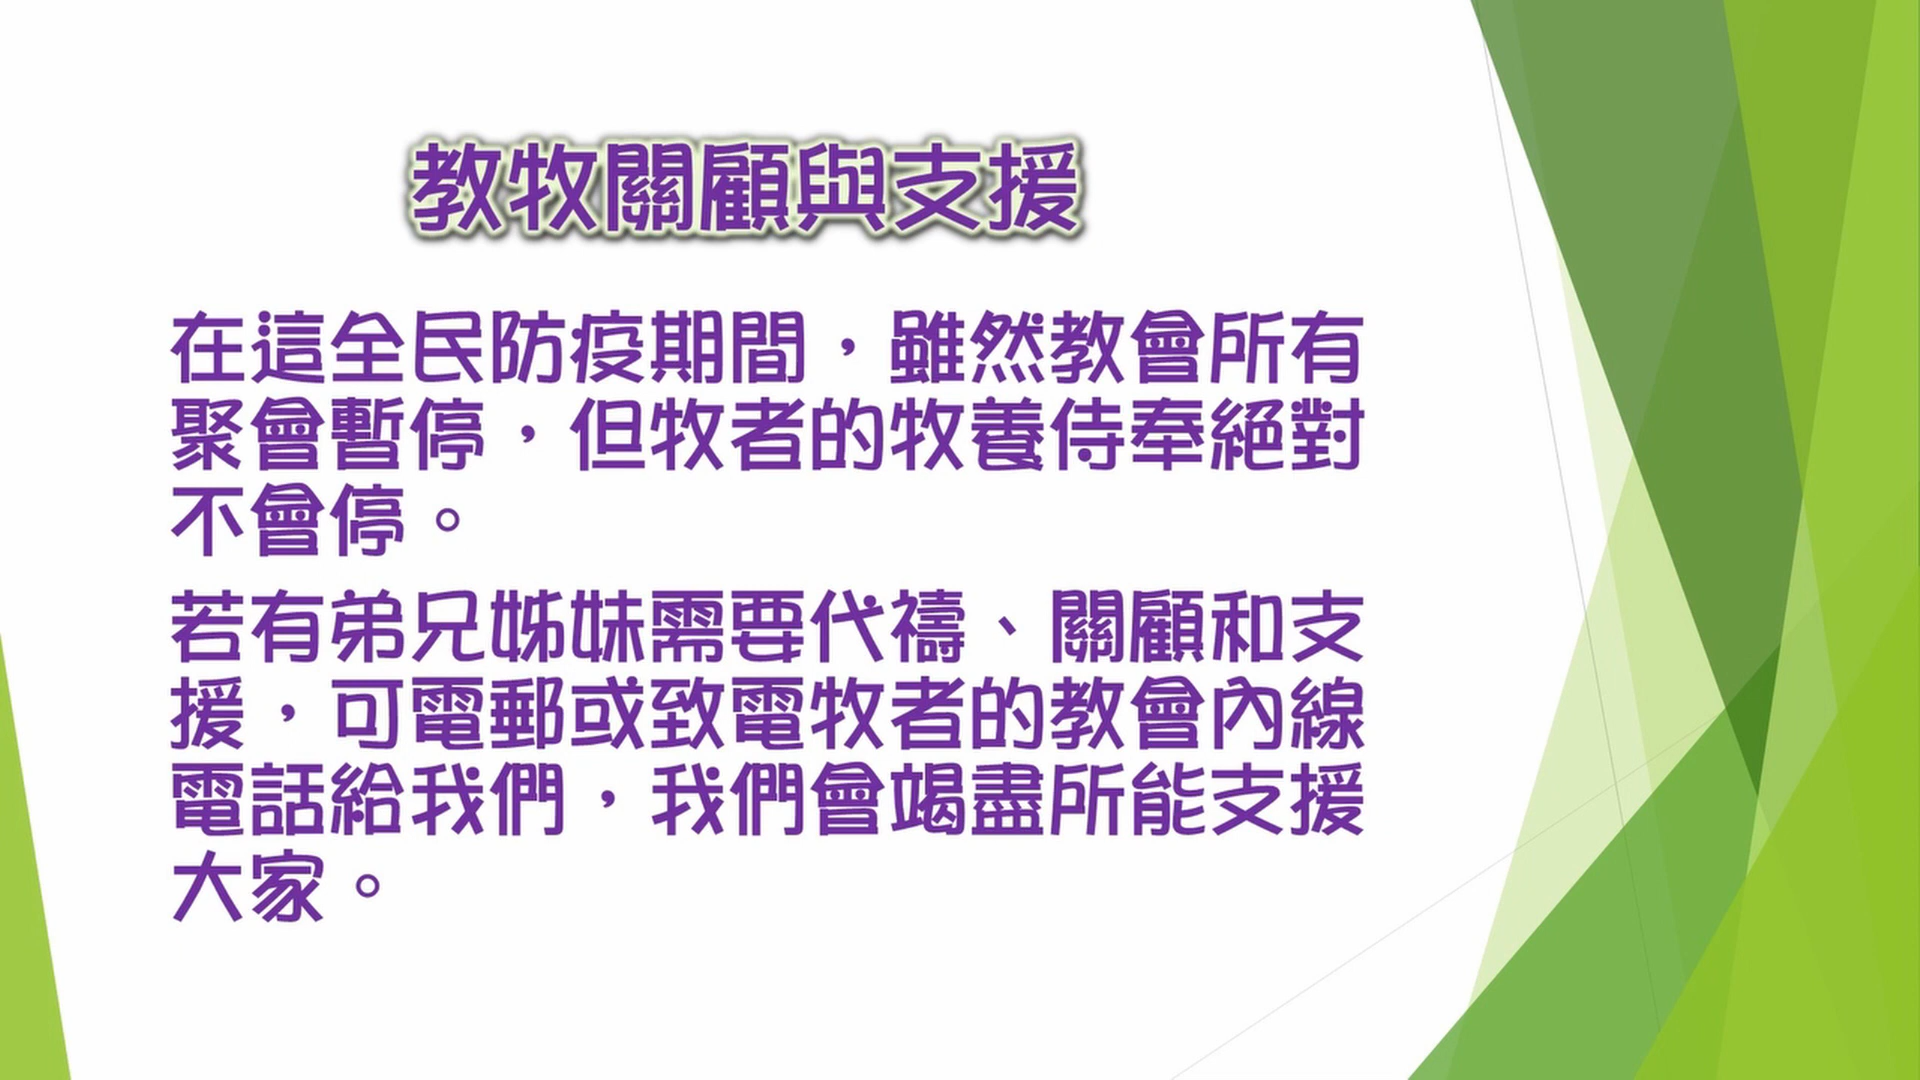 教牧關顧與支援
在這全民防疫期間，雖然教會所有
聚會暫停，但牧者的牧養侍奉絕對
不會停。
若有弟兄姊妹需要代禱、關顧和支
援，可電郵或致電牧者的教會內線
電話給我們，我們會竭盡所能支援
大家。